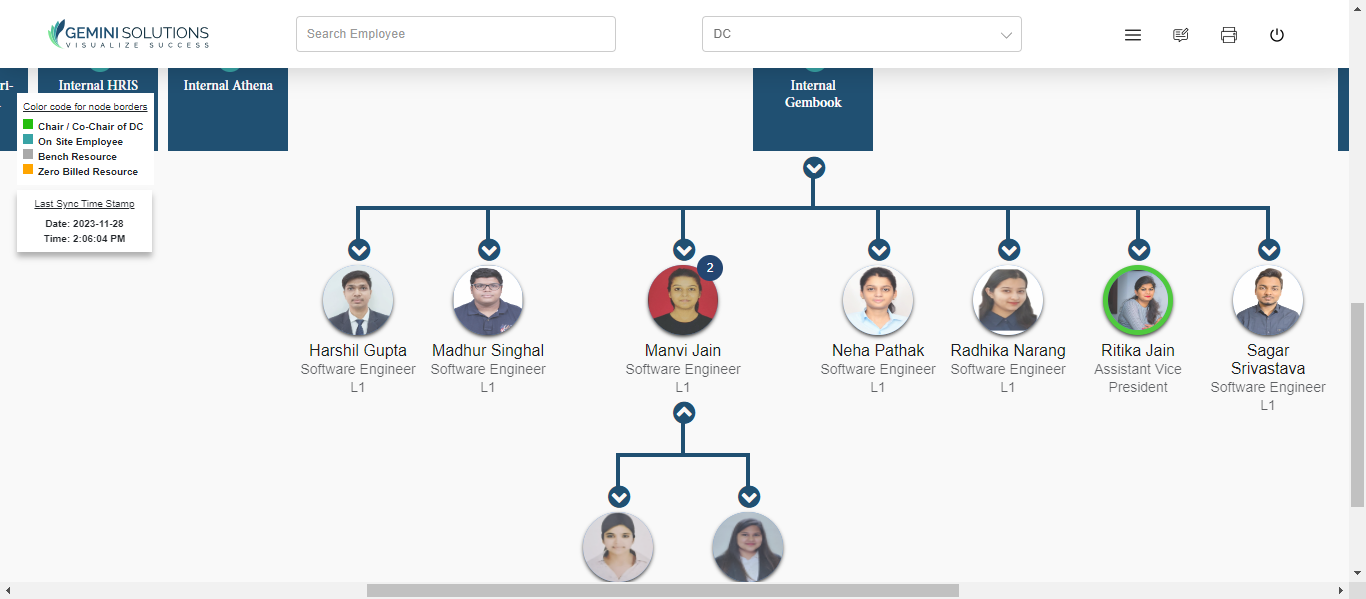 GEMINI SOLUTIONS
VISUALIZE SUCCESS
Search Employee
DC
Internal HRIS
Internal Athena
Internal
Gembook
Color code for node borders
Chair / Co-Chair of DC
On Site Employee
Bench Resource
Zero Billed Resource
Last Sync Time Stamp
Date: 2023-11-28
Time: 2:06:04 PM
2
Harshil Gupta
Software Engineer
L1
Madhur Singhal
Software Engineer
L1
Manvi Jain
Software Engineer
L1
Neha Pathak
Software Engineer
L1
Radhika Narang
Software Engineer
L1
Ritika Jain
Assistant Vice
President
Sagar
Srivastava
Software Engineer
L1